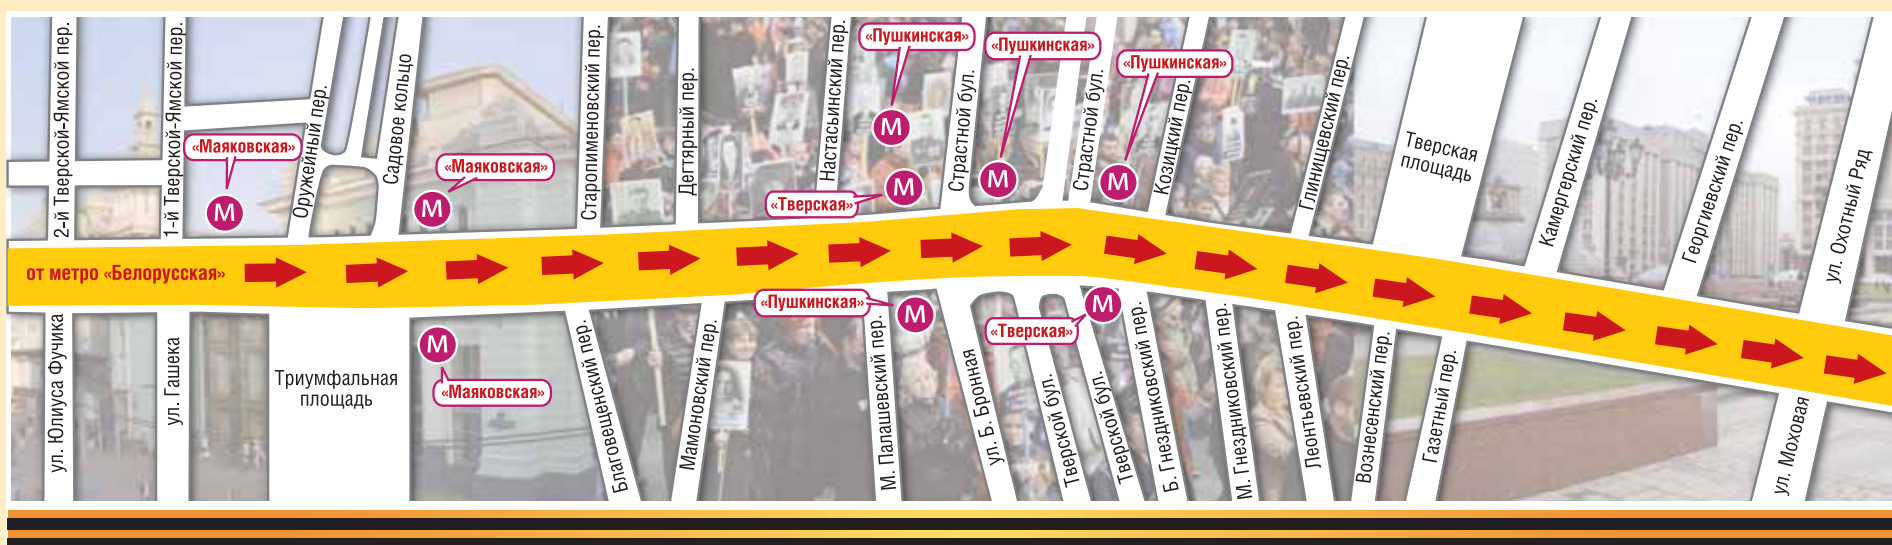 2-й Тверской-Ямской пер.
1-й Тверской-Ямской пер.
Оружейный пер.
Садовое кольцо
Старопименовский пер.
Дегтярный пер.
Настасьинский пер.
Страстной бул.
Страстной бул.
Козицкий пер.
Глинищевский пер.
Тверская
площадь
Камергерский пер.
Георгиевский пер.
ул. Охотный Ряд
«Маяковская»
М
«Маяковская»
М
«Пушкинская»
М
«Тверская»
М
«Пушкинская»
М
«Пушкинская»
М
от метро «Белорусская»
«Маяковская»
М
«Пушкинская»
М
«Тверская»
М
ул. Юлиуса Фучика
ул. Гашека
Триумфальная
площадь
Благовещенский пер.
Мамоновский пер.
М. Палашевский пер.
ул. Б. Бронная
Тверской бул.
Тверской бул.
Б. Гнездниковский пер.
М. Гнездниковский пер.
Леонтьевский пер.
Вознесенский пер.
Газетный пер.
ул. Моховая